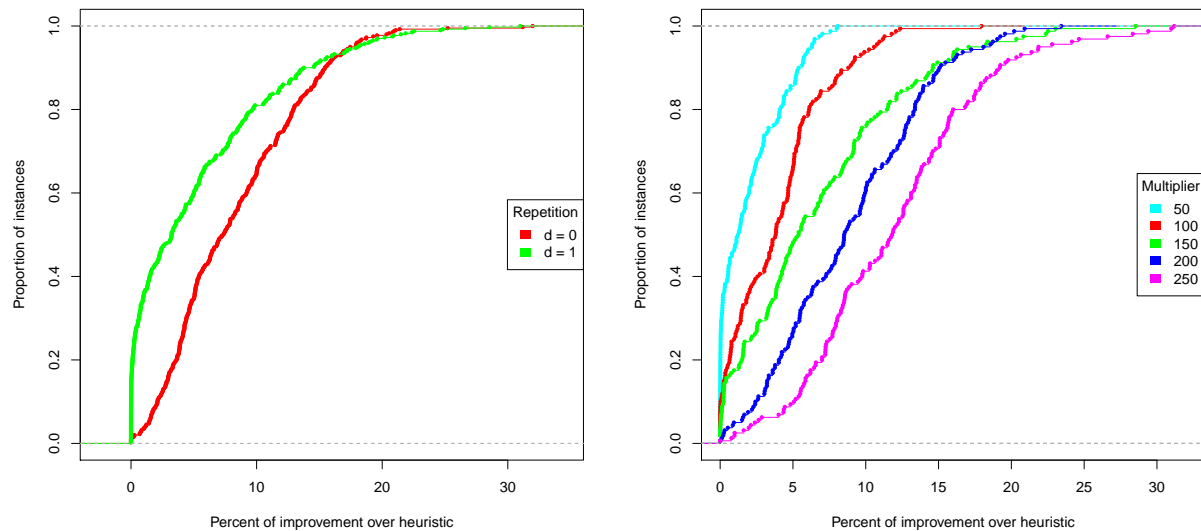 1.0
0.8
0.6
0.4
0.2
0.0
Proportion of instances
Repetition
d = 0
d = 1
0 10 20 30
Percent of improvement over heuristic
1.0
0.8
0.6
0.4
0.2
0.0
Proportion of instances
Multiplier
50
100
150
200
250
0 5 10 15 20 25 30
Percent of improvement over heuristic